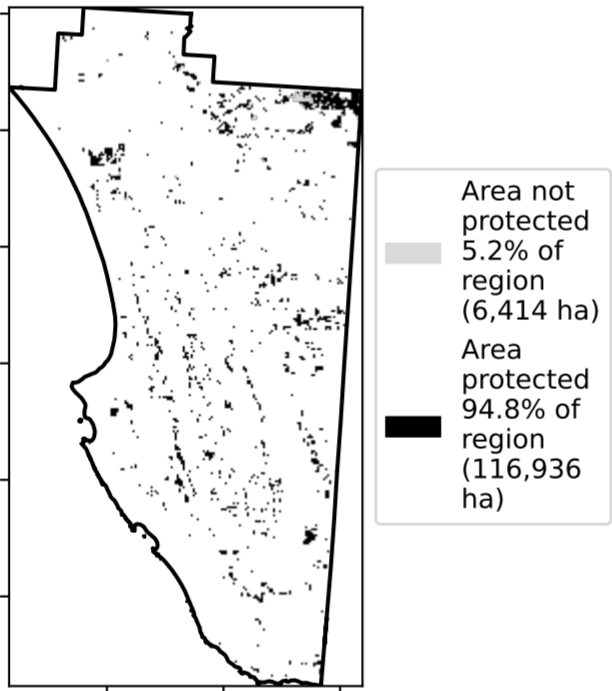 Area not
protected
5.2% of
region
(6,414 ha)
Area
protected
94.8% of
region
(116,936
ha)